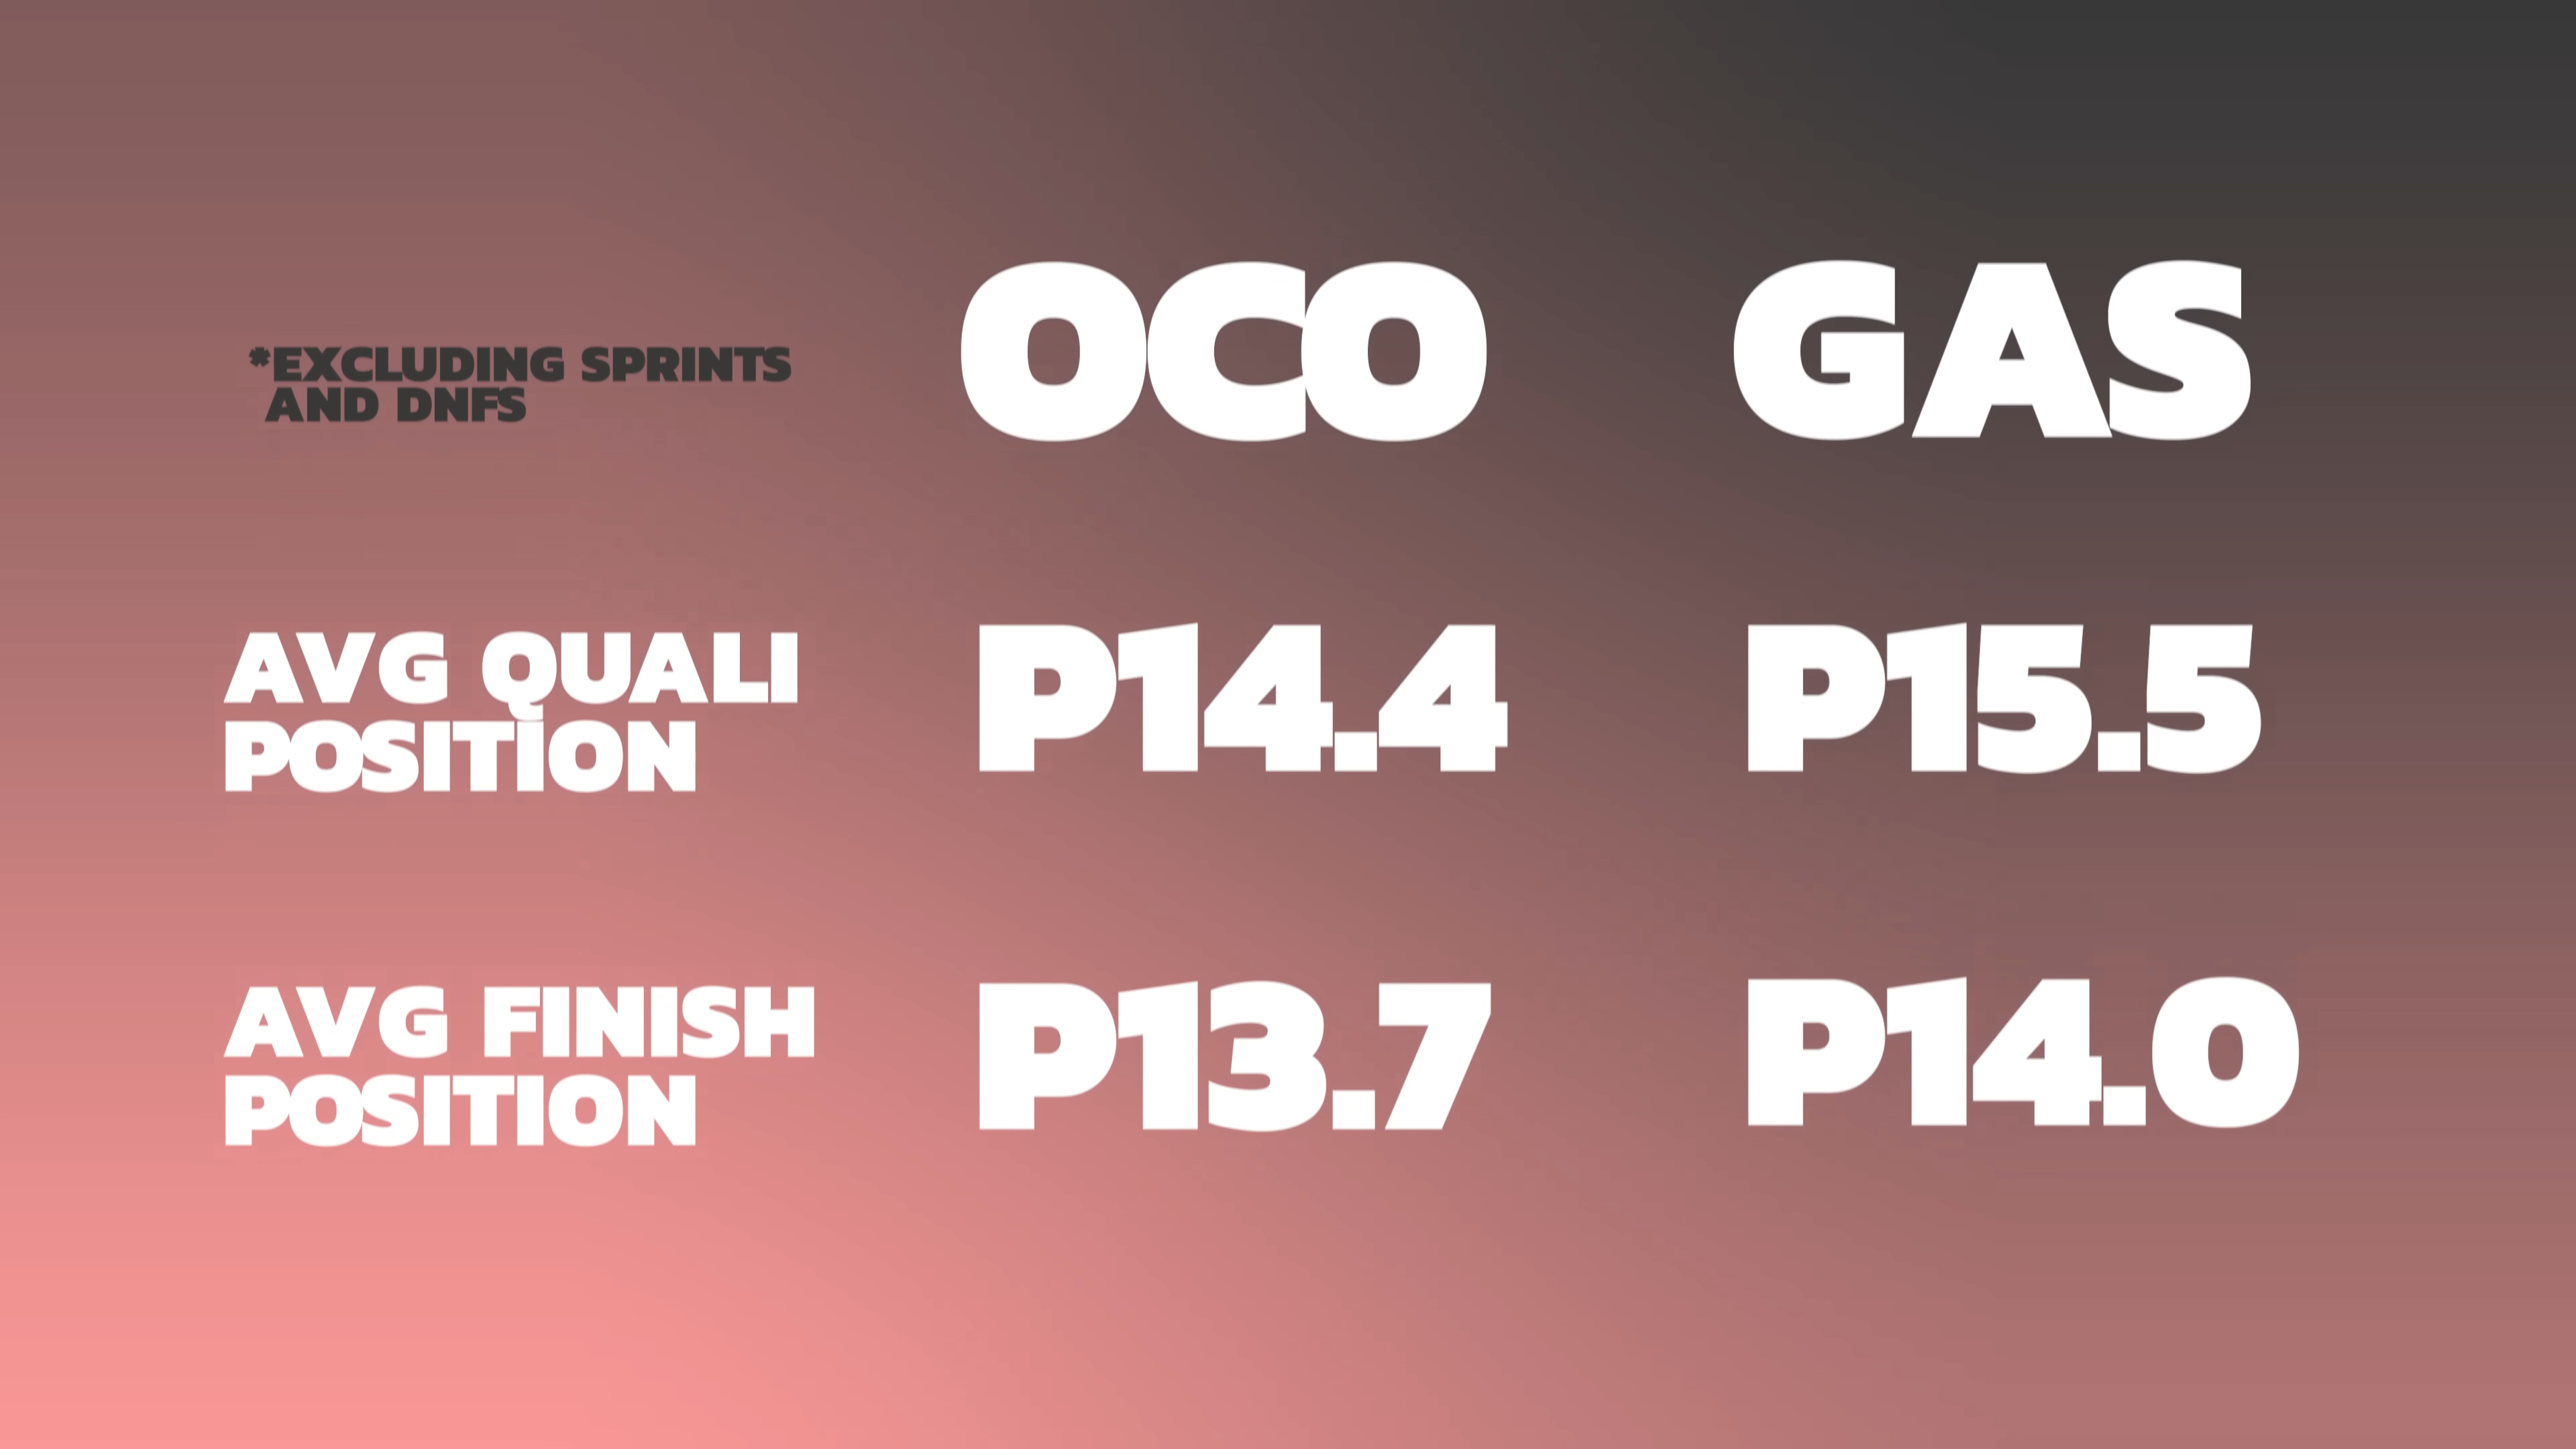 OCO GAS
*EXCLUDING SPRINTS
AND DNFS
AVG QUALI
POSITION
P14.4 P15.5
AVG FINISH
POSITION
P13.7 P14.0